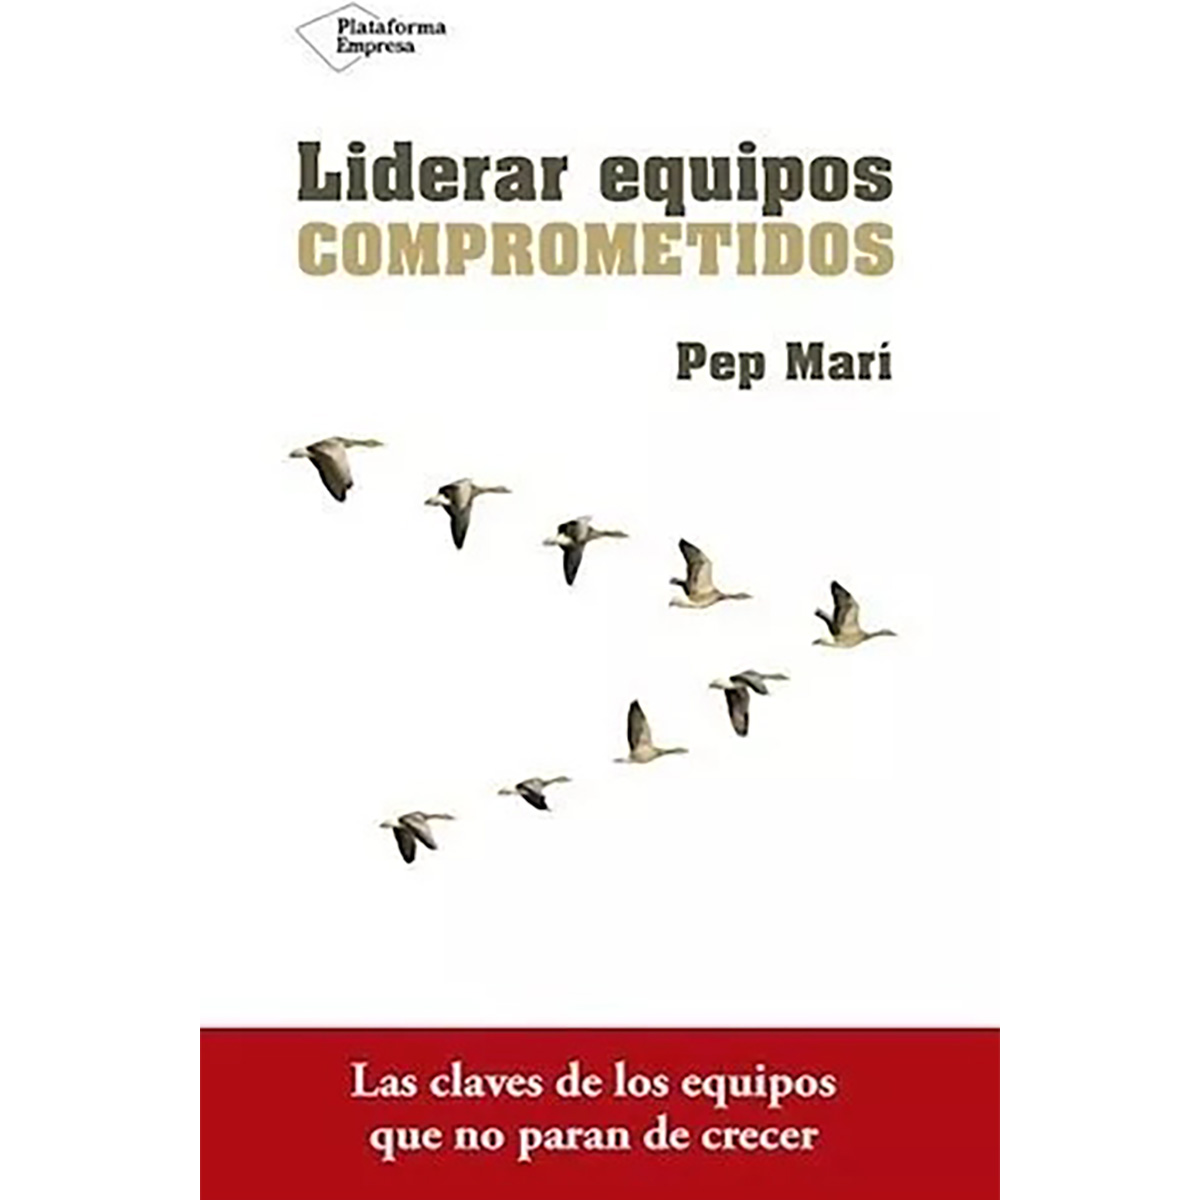 Plataforma
Empresa
Liderar equipos
COMPROMETIDOS
Pep Marí
Las claves de los equipos
que no paran de crecer